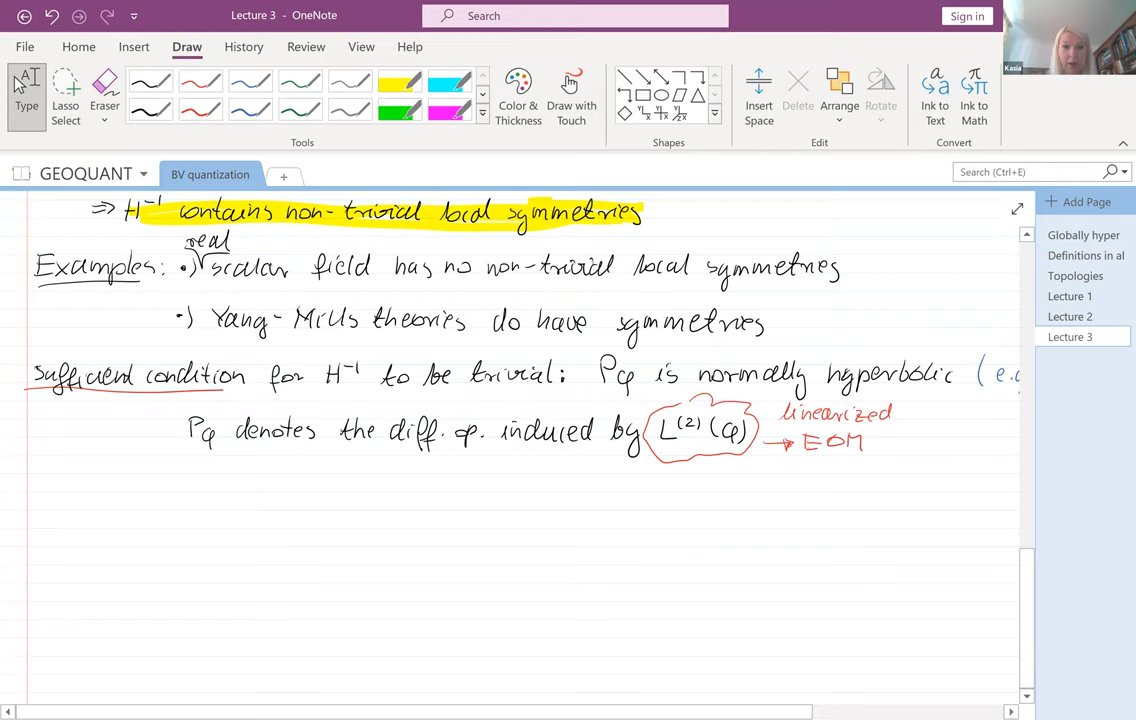 Lecture 3 - OneNote
Search
Sign in
File Home Insert Draw History Review View Help
Kasia
Type
Lasso Select
Eraser
Color & Thickness
Draw with Touch
Insert Space
Delete
Arrange
Rotate
Ink to Text
Ink to Math
Tools
Shapes
Edit
Convert
GEOQUANT
BV quantization
Search (Ctrl+E)
Add Page
Globally hyper
Definitions in al
Topologies
Lecture 1
Lecture 2
Lecture 3
⇒ H⁻¹ contains non-trivial local symmetries
real
Examples: •) scalar field has no non-trivial local symmetries
•) Yang-Mills theories do have symmetries
Sufficient condition for H⁻¹ to be trivial: Pφ is normally hyperbolic (e.g
Pφ denotes the diff. op. induced by L⁽²⁾(φ)
linearized
→ EOM